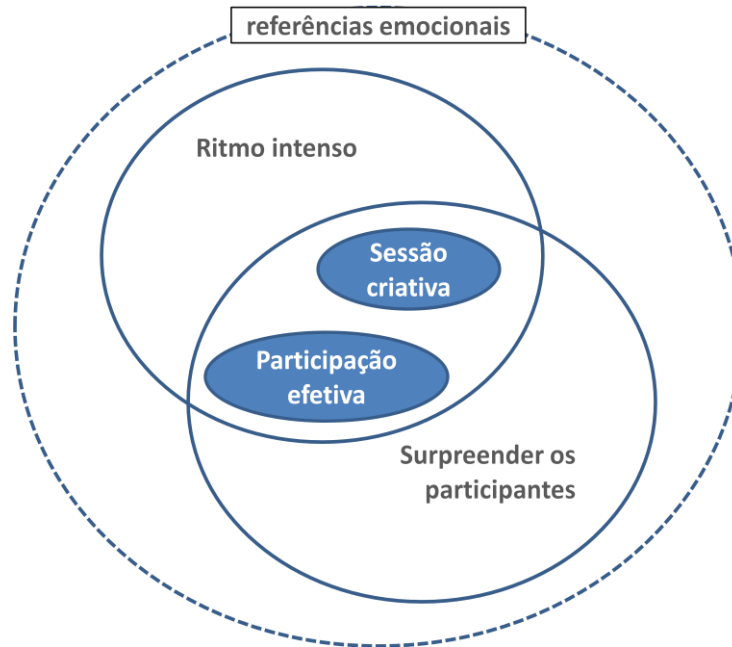 referências emocionais
Ritmo intenso
Sessão
criativa
Participação
efetiva
Surpreender os
participantes